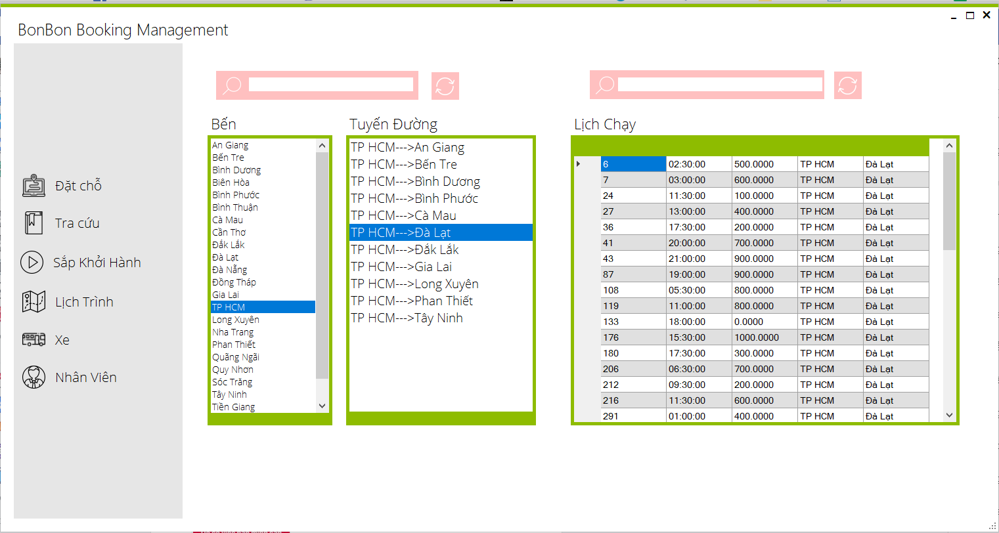 BonBon Booking Management
Đặt chỗ
Tra cứu
Sắp Khởi Hành
Lịch Trình
Xe
Nhân Viên
Bến
An Giang
Bến Tre
Bình Dương
Biên Hòa
Bình Phước
Bình Thuận
Cà Mau
Cần Thơ
Đắk Lắk
Đà Lạt
Đà Nẵng
Đồng Tháp
Gia Lai
TP HCM
Long Xuyên
Nha Trang
Phan Thiết
Quãng Ngãi
Quy Nhơn
Sóc Trăng
Tây Ninh
Tiền Giang
Tuyến Đường
TP HCM--->An Giang
TP HCM--->Bến Tre
TP HCM--->Bình Dương
TP HCM--->Bình Phước
TP HCM--->Cà Mau
TP HCM--->Đà Lạt
TP HCM--->Đắk Lắk
TP HCM--->Gia Lai
TP HCM--->Long Xuyên
TP HCM--->Phan Thiết
TP HCM--->Tây Ninh
Lịch Chạy
6 02:30:00 500.0000 TP HCM Đà Lạt
7 03:00:00 600.0000 TP HCM Đà Lạt
24 11:30:00 100.0000 TP HCM Đà Lạt
27 13:00:00 400.0000 TP HCM Đà Lạt
36 17:30:00 200.0000 TP HCM Đà Lạt
41 20:00:00 700.0000 TP HCM Đà Lạt
43 21:00:00 900.0000 TP HCM Đà Lạt
87 19:00:00 900.0000 TP HCM Đà Lạt
108 05:30:00 800.0000 TP HCM Đà Lạt
119 11:00:00 800.0000 TP HCM Đà Lạt
133 18:00:00 0.0000 TP HCM Đà Lạt
176 15:30:00 1000.0000 TP HCM Đà Lạt
180 17:30:00 300.0000 TP HCM Đà Lạt
206 06:30:00 700.0000 TP HCM Đà Lạt
212 09:30:00 200.0000 TP HCM Đà Lạt
216 11:30:00 600.0000 TP HCM Đà Lạt
291 01:00:00 400.0000 TP HCM Đà Lạt